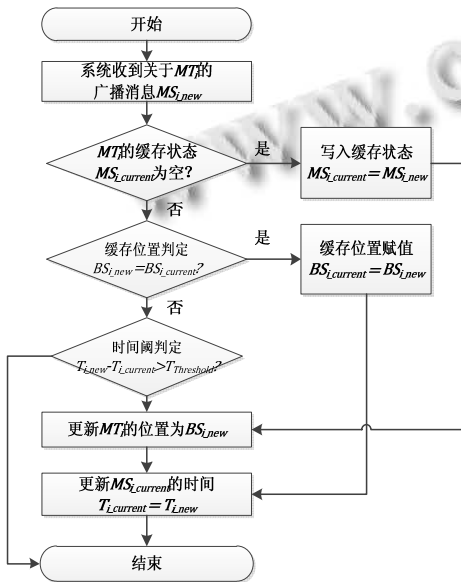 开始
系统收到关于MTi的
广播消息MSi_new
MTi的缓存状态
MSi_current为空?
是
写入缓存状态
MSi_current=MSi_new
否
缓存位置判定
BSi_new=BSi_current?
是
缓存位置赋值
BSi_current=BSi_new
否
时间阈判定
Ti_new-Ti_current>TThreshold?
更新MTi的位置为BSi_new
更新MSi_current的时间
Ti_current=Ti_new
结束
www.c